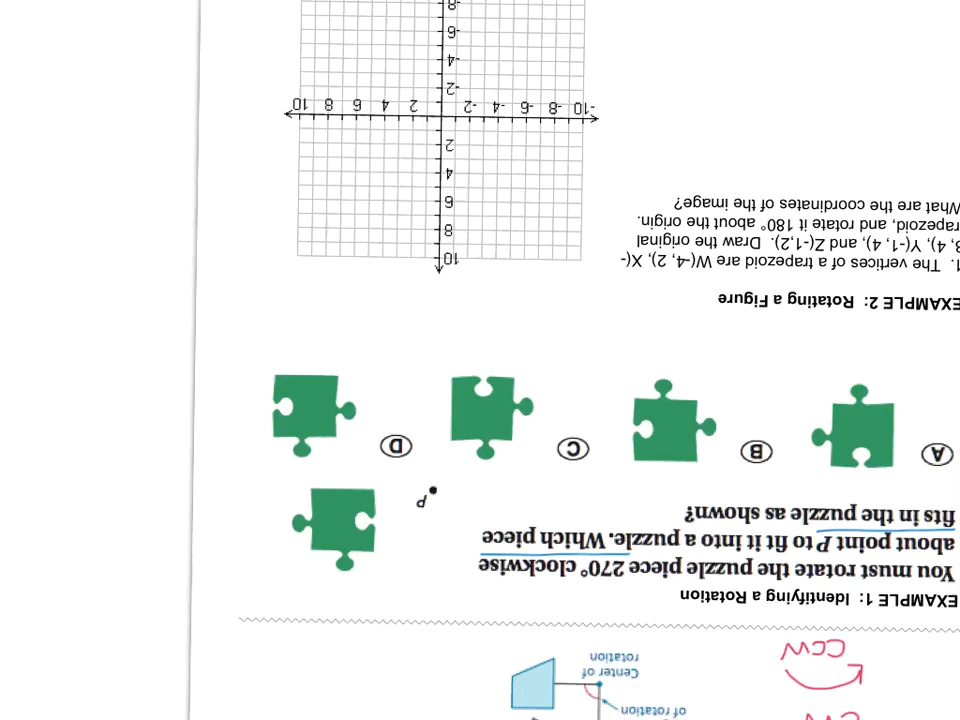 CW
CCW
of rotation
Center of
rotation
EXAMPLE 1: Identifying a Rotation
You must rotate the puzzle piece 270° clockwise
about point P to fit it into a puzzle. Which piece
fits in the puzzle as shown?
P
A B C D
EXAMPLE 2: Rotating a Figure
1. The vertices of a trapezoid are W(-4, 2), X(-
3, 4), Y(-1, 4), and Z(-1,2). Draw the original
trapezoid, and rotate it 180° about the origin.
What are the coordinates of the image?
10
8
6
4
2
-10 -8 -6 -4 -2 2 4 6 8 10
-2
-4
-6
-8